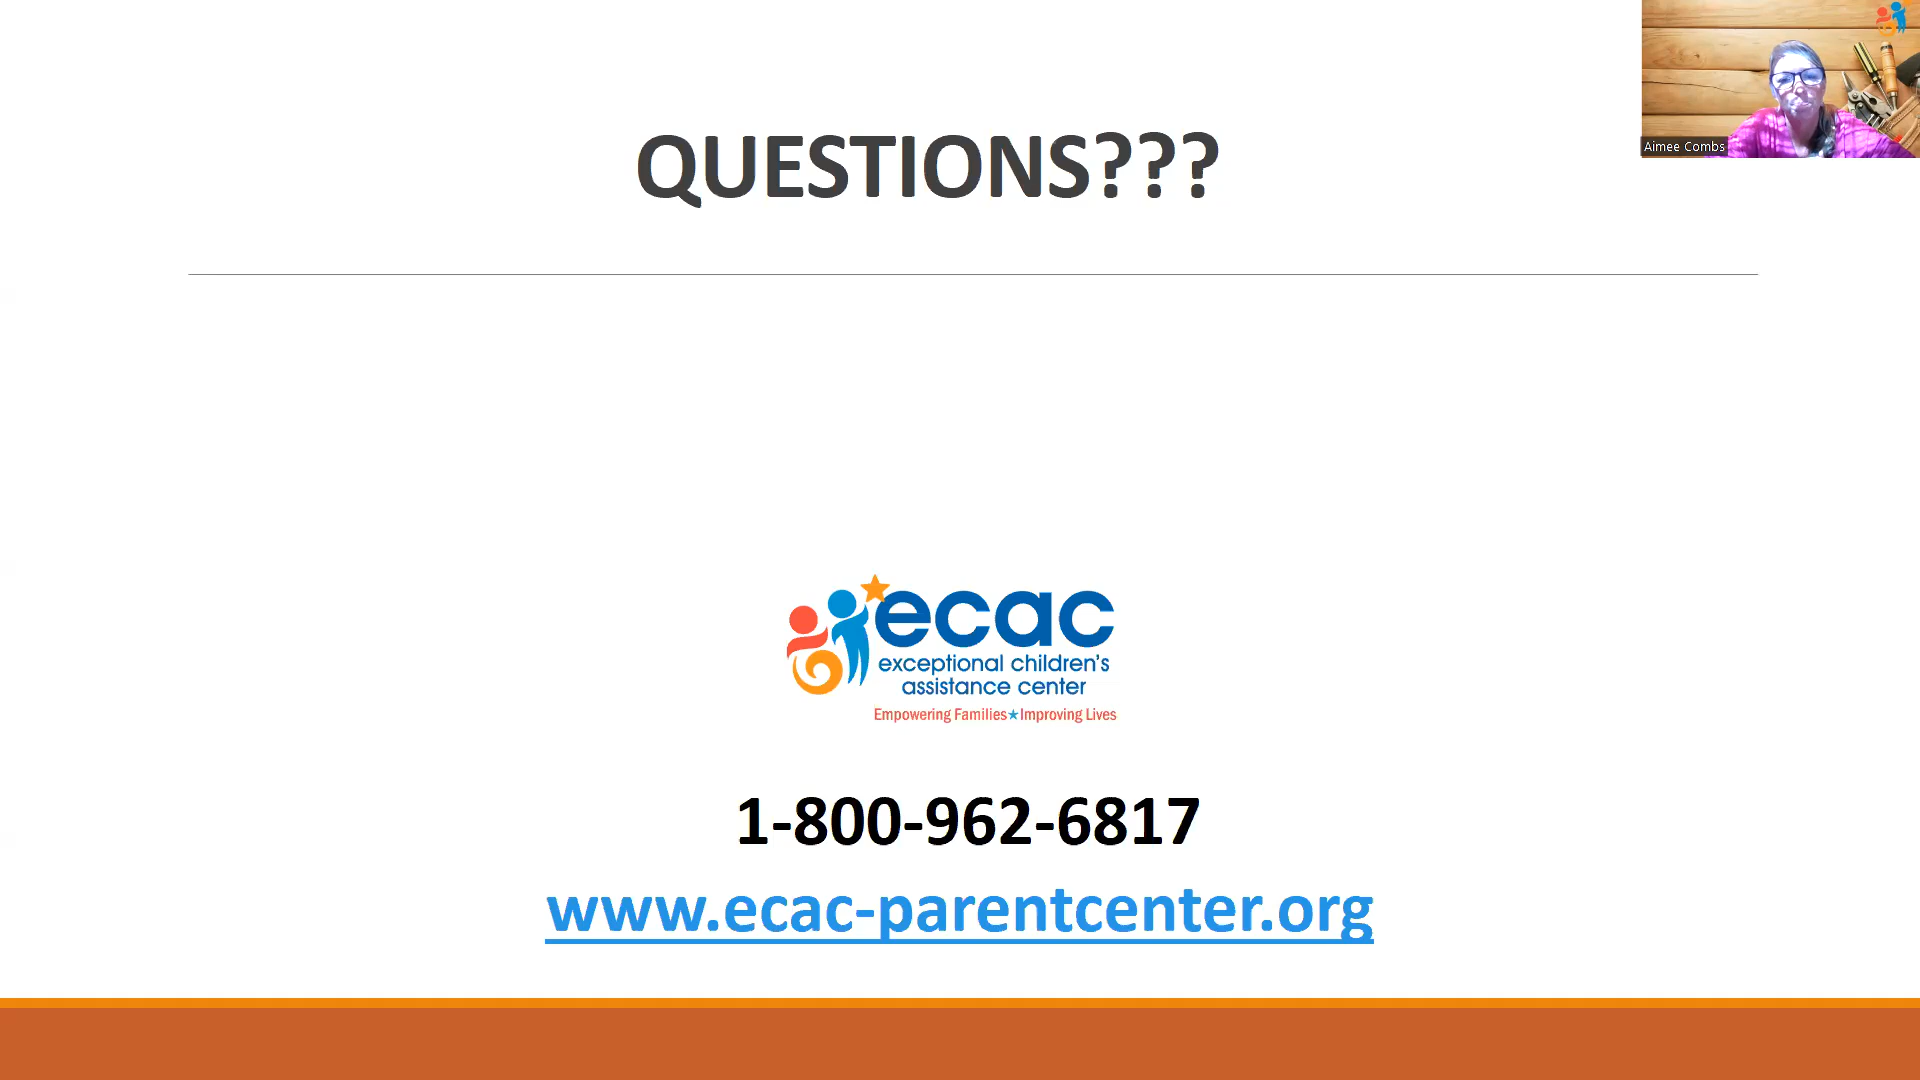 QUESTIONS???
Aimee Combs
ecac
exceptional children's
assistance center
Empowering Families★Improving Lives
1-800-962-6817
www.ecac-parentcenter.org